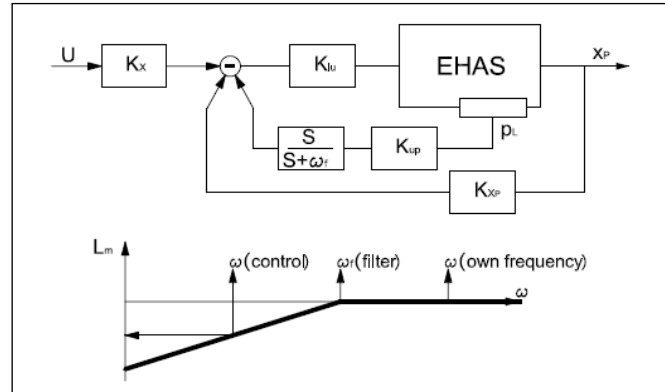 U
Kx
−
Klu
EHAS
xP
pL
S
S+ωf
Kup
KxP
Lm
ω(control)
ωf(filter)
ω(own frequency)
ω